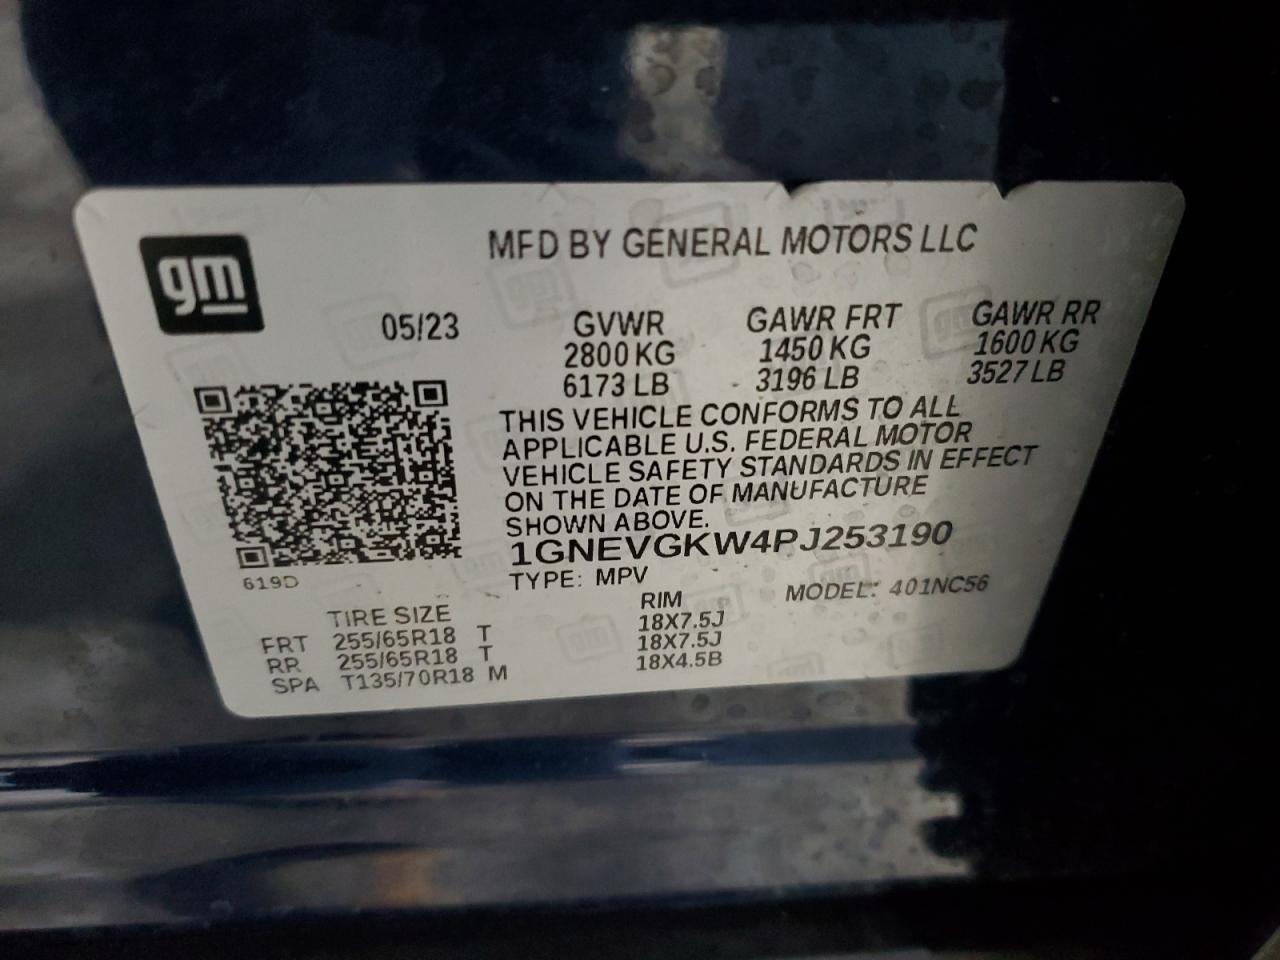 gm
MFD BY GENERAL MOTORS LLC
05/23 GVWR GAWR FRT GAWR RR
2800 KG 1450 KG 1600 KG
6173 LB 3196 LB 3527 LB
THIS VEHICLE CONFORMS TO ALL
APPLICABLE U.S. FEDERAL MOTOR
VEHICLE SAFETY STANDARDS IN EFFECT
ON THE DATE OF MANUFACTURE
SHOWN ABOVE.
1GNEVGKW4PJ253190
619D
TYPE: MPV MODEL: 401NC56
TIRE SIZE RIM
FRT 255/65R18 T 18X7.5J
RR 255/65R18 T 18X7.5J
SPA T135/70R18 M 18X4.5B